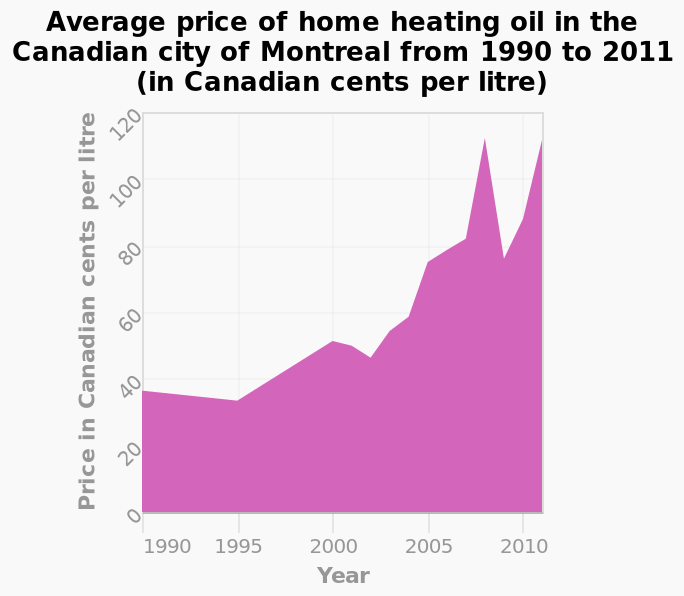 Average price of home heating oil in the
Canadian city of Montreal from 1990 to 2011
(in Canadian cents per litre)
Price in Canadian cents per litre
120
100
80
60
40
20
0
1990 1995 2000 2005 2010
Year